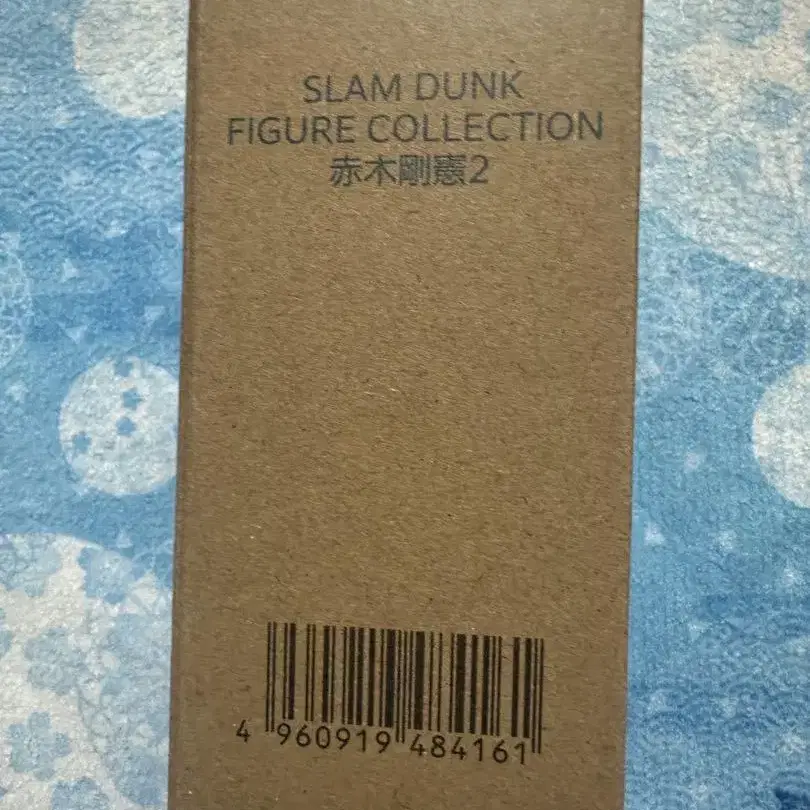 SLAM DUNK
FIGURE COLLECTION
赤木剛憲2
4 960919 484161